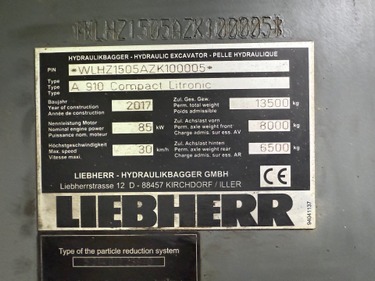 *WLHZ1505AZK100005*
HYDRAULIKBAGGER - HYDRAULIC EXCAVATOR - PELLE HYDRAULIQUE
PIN *WLHZ1505AZK100005*
Typ
Type A 910 Compact Litronic
Type
Baujahr Zul. Ges. Gew.
Year of construction 2017 Perm. total weight 13500 kg
Année de construction Poids admissible
Nennleistung Motor Zul. Achslast vorn
Nominal engine power 85 kW Perm. axle weight front 8000 kg
Puissance nom. moteur Charge admis. sur ess. AV
Höchstgeschwindigkeit Zul. Achslast hinten
Max. speed 30 km/h Perm. axle weight rear 6500 kg
Vitesse maxi. Charge admis. sur ess. AR
LIEBHERR - HYDRAULIKBAGGER GMBH
Liebherrstrasse 12 D - 88457 KIRCHDORF / ILLER
CE
LIEBHERR
94041137
Type of the particle reduction system